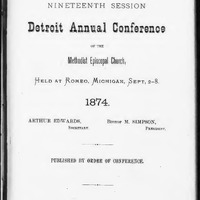 NINETEENTH SESSION
Detroit Annual Conference
OF THE
Methodist Episcopal Church,
HELD AT ROMEO, MICHIGAN, SEPT. 2-8.
1874.
ARTHUR EDWARDS, BISHOP M. SIMPSON,
SECRETARY. PRESIDENT.
PUBLISHED BY ORDER OF CONFERENCE.